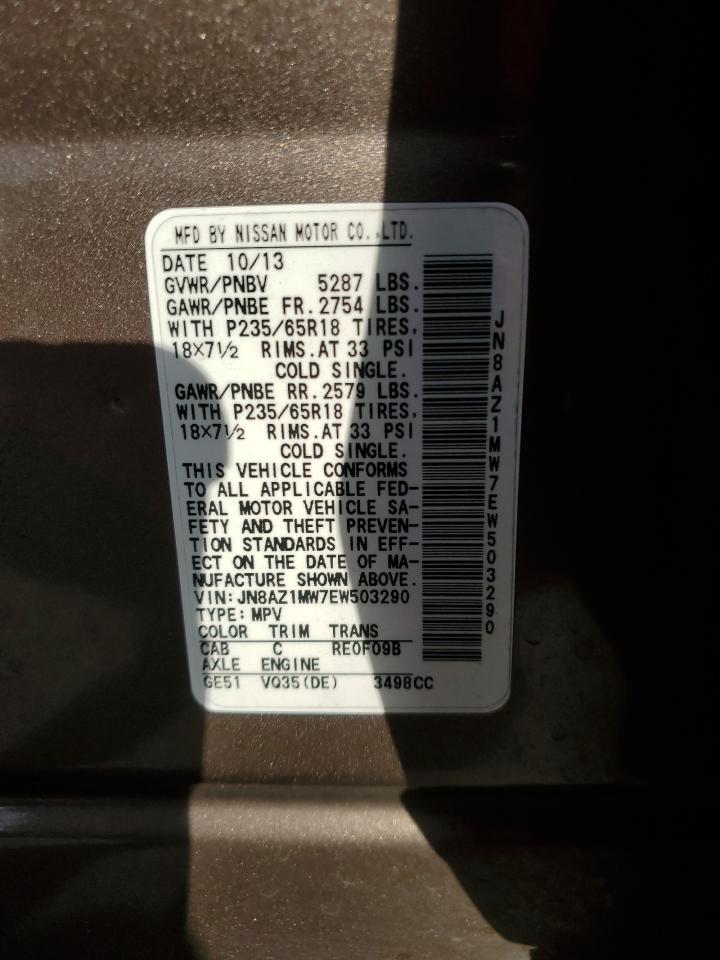 MFD BY NISSAN MOTOR CO.,LTD.
DATE 10/13
GVWR/PNBV 5287 LBS.
GAWR/PNBE FR.2754 LBS.
WITH P235/65R18 TIRES,
18×7½ RIMS.AT 33 PSI
COLD SINGLE.
GAWR/PNBE RR.2579 LBS.
WITH P235/65R18 TIRES,
18×7½ RIMS.AT 33 PSI
COLD SINGLE.
THIS VEHICLE CONFORMS
TO ALL APPLICABLE FED-
ERAL MOTOR VEHICLE SA-
FETY AND THEFT PREVEN-
TION STANDARDS IN EFF-
ECT ON THE DATE OF MA-
NUFACTURE SHOWN ABOVE.
VIN:JN8AZ1MW7EW503290
TYPE:MPV
COLOR TRIM TRANS
CAB C RE0F09B
AXLE ENGINE
GE51 VQ35(DE) 3498CC
JN8AZ1MW7EW503290